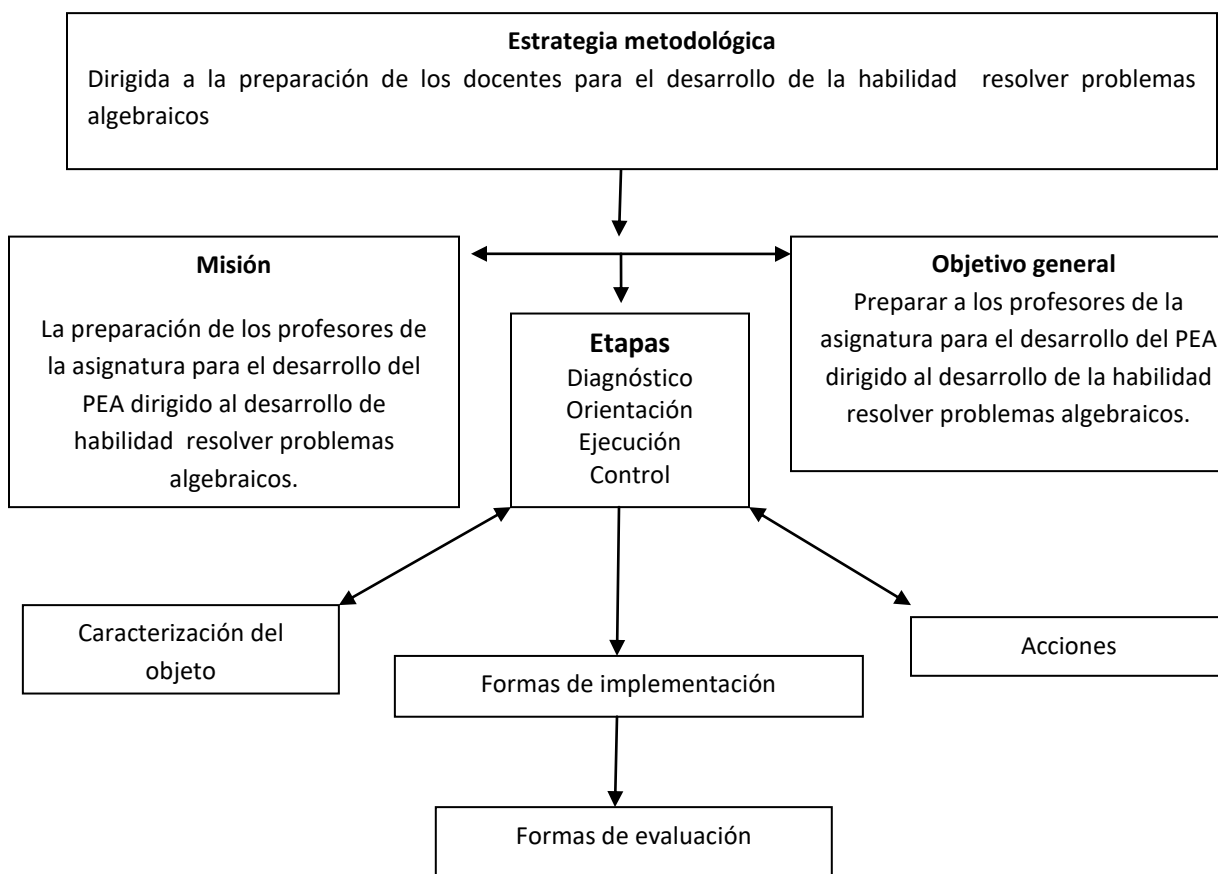 Estrategia metodológica
Dirigida a la preparación de los docentes para el desarrollo de la habilidad resolver problemas
algebraicos
Misión
La preparación de los profesores de
la asignatura para el desarrollo del
PEA dirigido al desarrollo de
habilidad resolver problemas
algebraicos.
Objetivo general
Preparar a los profesores de la
asignatura para el desarrollo del PEA
dirigido al desarrollo de la habilidad
resolver problemas algebraicos.
Etapas
Diagnóstico
Orientación
Ejecución
Control
Caracterización del
objeto
Formas de implementación
Acciones
Formas de evaluación